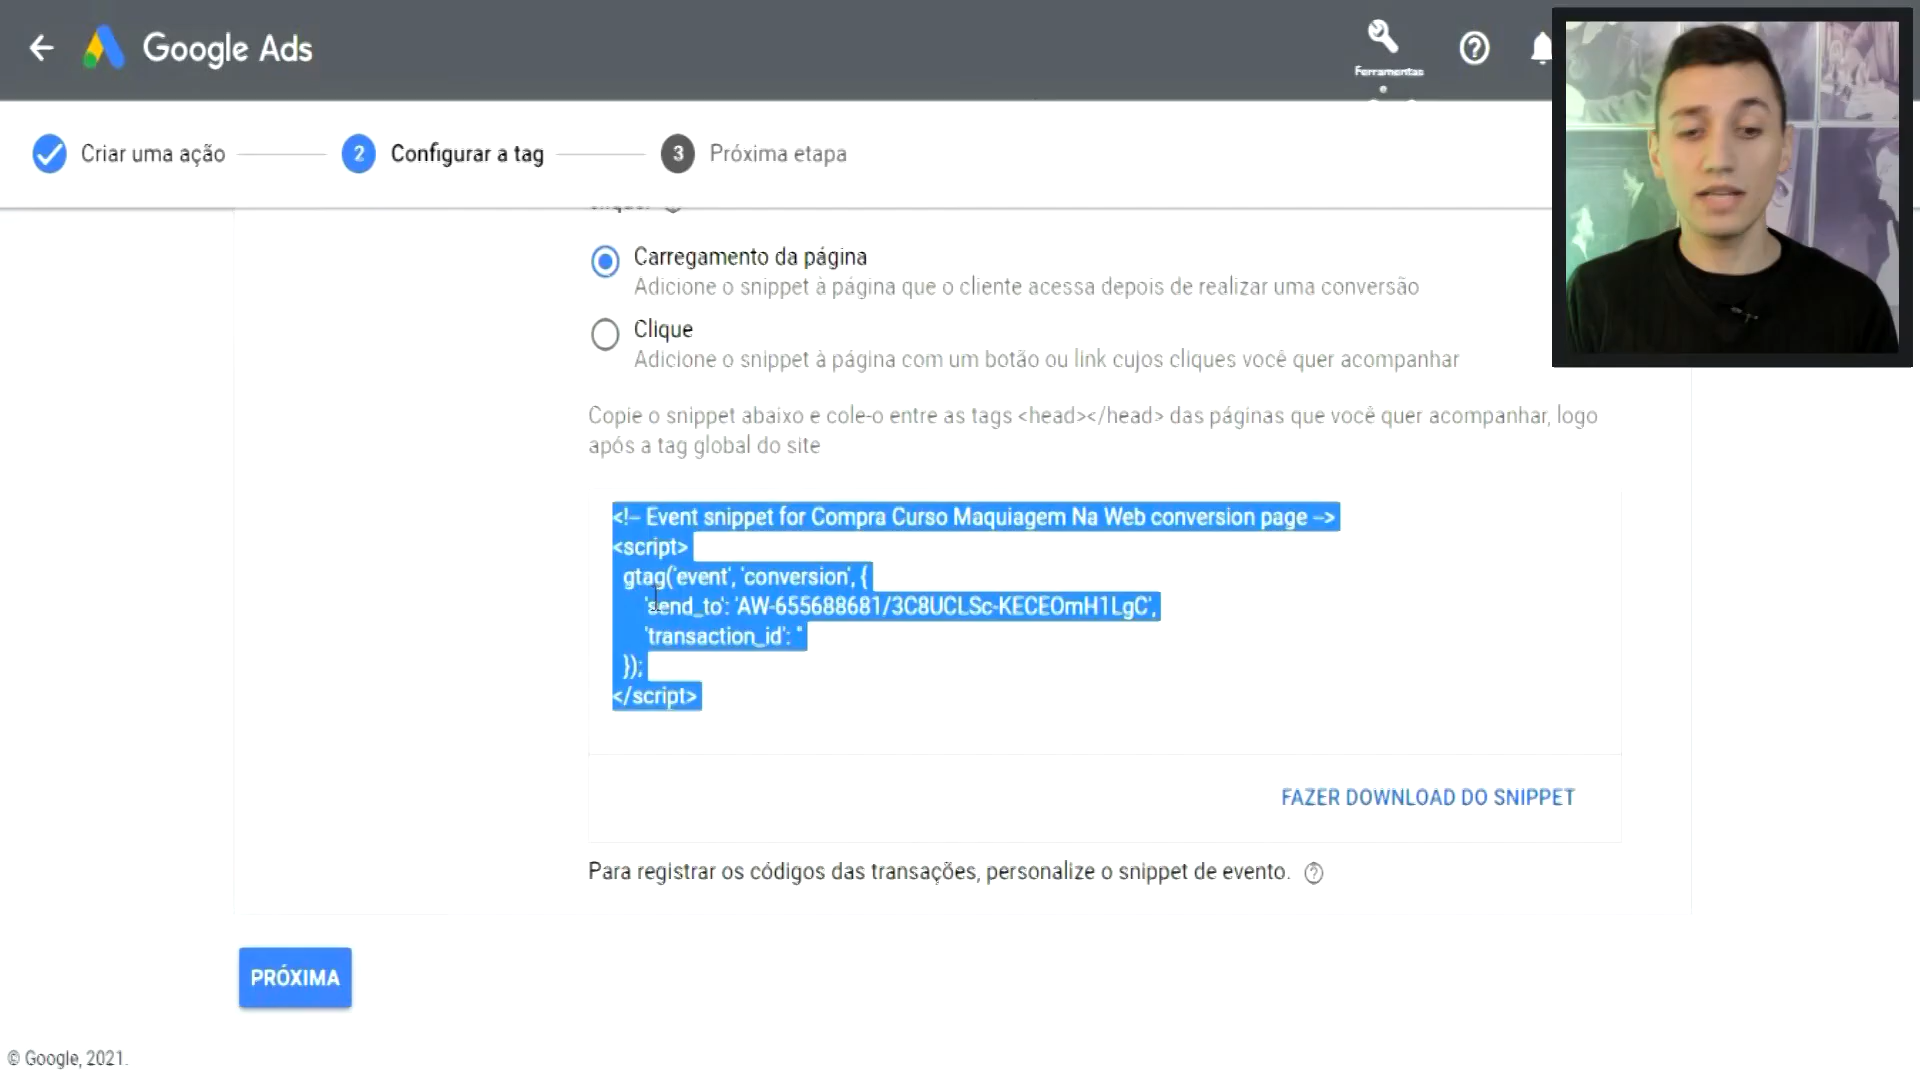 Google Ads
Ferramentas
Criar uma ação
2
Configurar a tag
3
Próxima etapa
Carregamento da página
Adicione o snippet à página que o cliente acessa depois de realizar uma conversão
Clique
Adicione o snippet à página com um botão ou link cujos cliques você quer acompanhar
Copie o snippet abaixo e cole-o entre as tags <head></head> das páginas que você quer acompanhar, logo
após a tag global do site
<!-- Event snippet for Compra Curso Maquiagem Na Web conversion page -->
<script>
gtag('event', 'conversion', {
'send_to': 'AW-655688681/3C8UCLSc-KECEOmH1LgC',
'transaction_id': ''
});
</script>
FAZER DOWNLOAD DO SNIPPET
Para registrar os códigos das transações, personalize o snippet de evento.
PRÓXIMA
© Google, 2021.